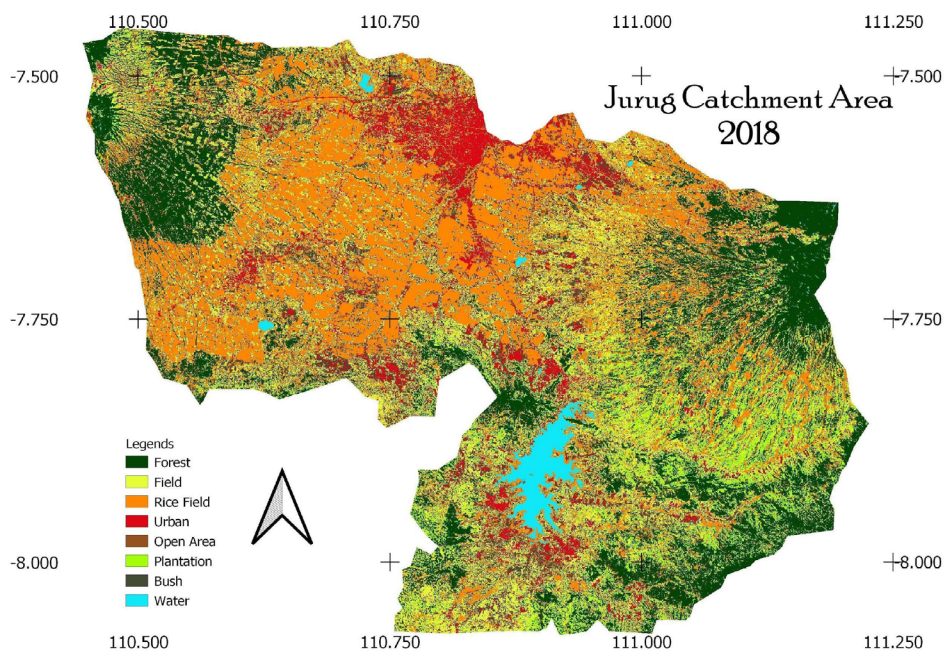 110.500 110.750 111.000 111.250
-7.500 -7.500
Jurug Catchment Area
2018
-7.750 -7.750
Legends
Forest
Field
Rice Field
Urban
Open Area
Plantation
Bush
Water
-8.000 -8.000
110.500 110.750 111.000 111.250